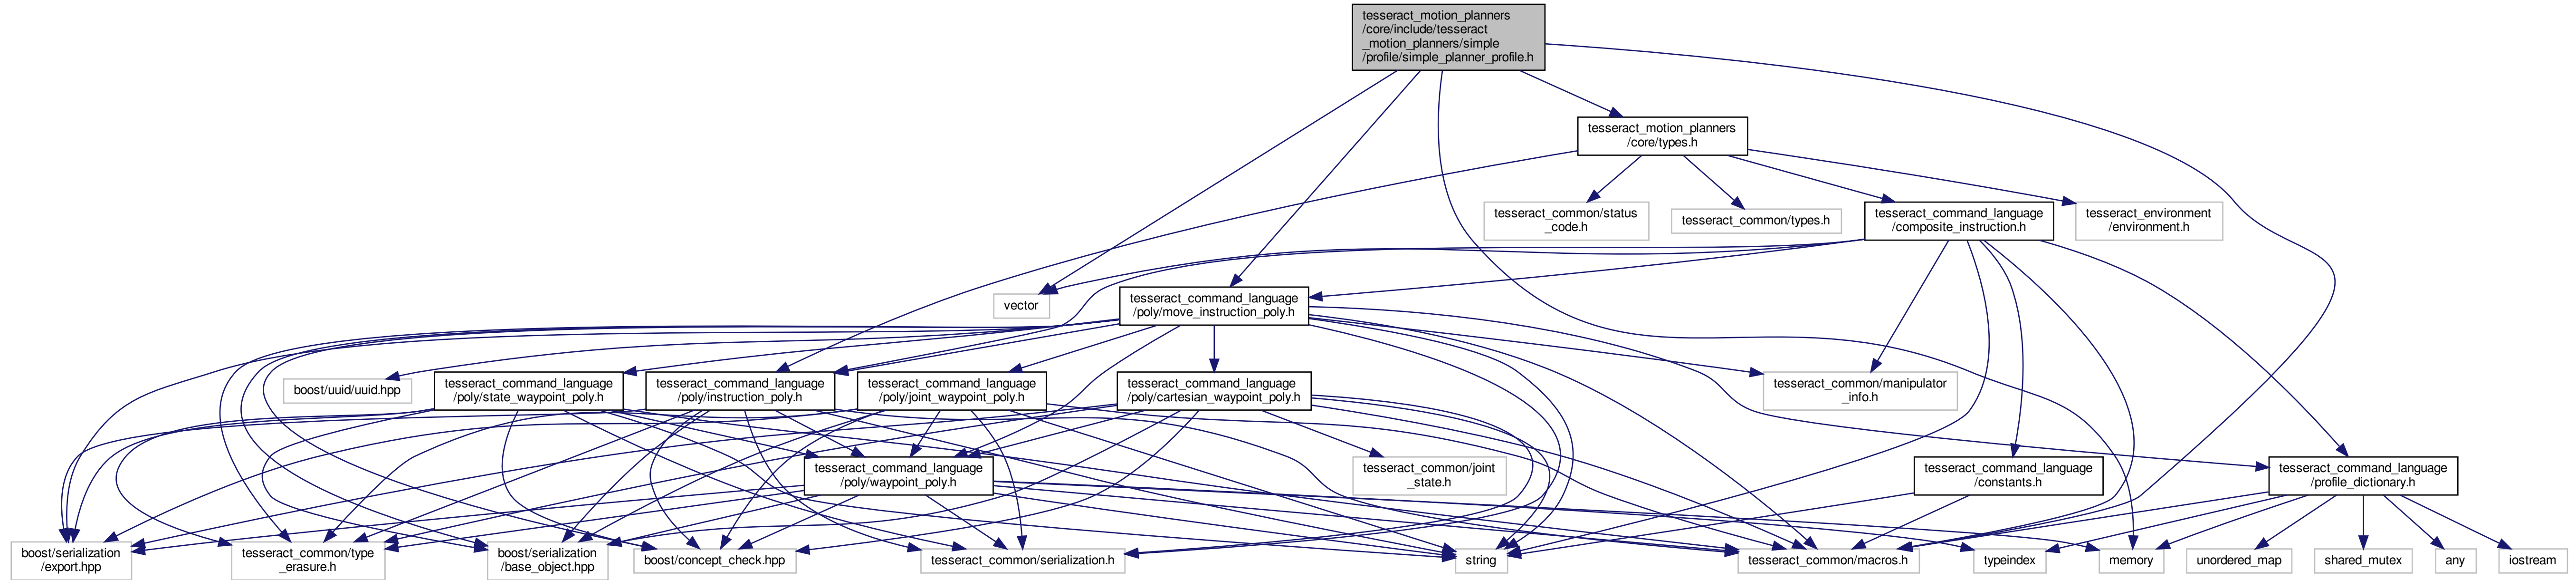 tesseract_motion_planners
/core/include/tesseract
_motion_planners/simple
/profile/simple_planner_profile.h
tesseract_motion_planners
/core/types.h
tesseract_common/status
_code.h
tesseract_common/types.h
tesseract_command_language
/composite_instruction.h
tesseract_environment
/environment.h
vector
tesseract_command_language
/poly/move_instruction_poly.h
boost/uuid/uuid.hpp
tesseract_command_language
/poly/state_waypoint_poly.h
tesseract_command_language
/poly/instruction_poly.h
tesseract_command_language
/poly/joint_waypoint_poly.h
tesseract_command_language
/poly/cartesian_waypoint_poly.h
tesseract_common/manipulator
_info.h
tesseract_command_language
/poly/waypoint_poly.h
tesseract_common/joint
_state.h
tesseract_command_language
/constants.h
tesseract_command_language
/profile_dictionary.h
boost/serialization
/export.hpp
tesseract_common/type
_erasure.h
boost/serialization
/base_object.hpp
boost/concept_check.hpp
tesseract_common/serialization.h
string
tesseract_common/macros.h
typeindex
memory
unordered_map
shared_mutex
any
iostream